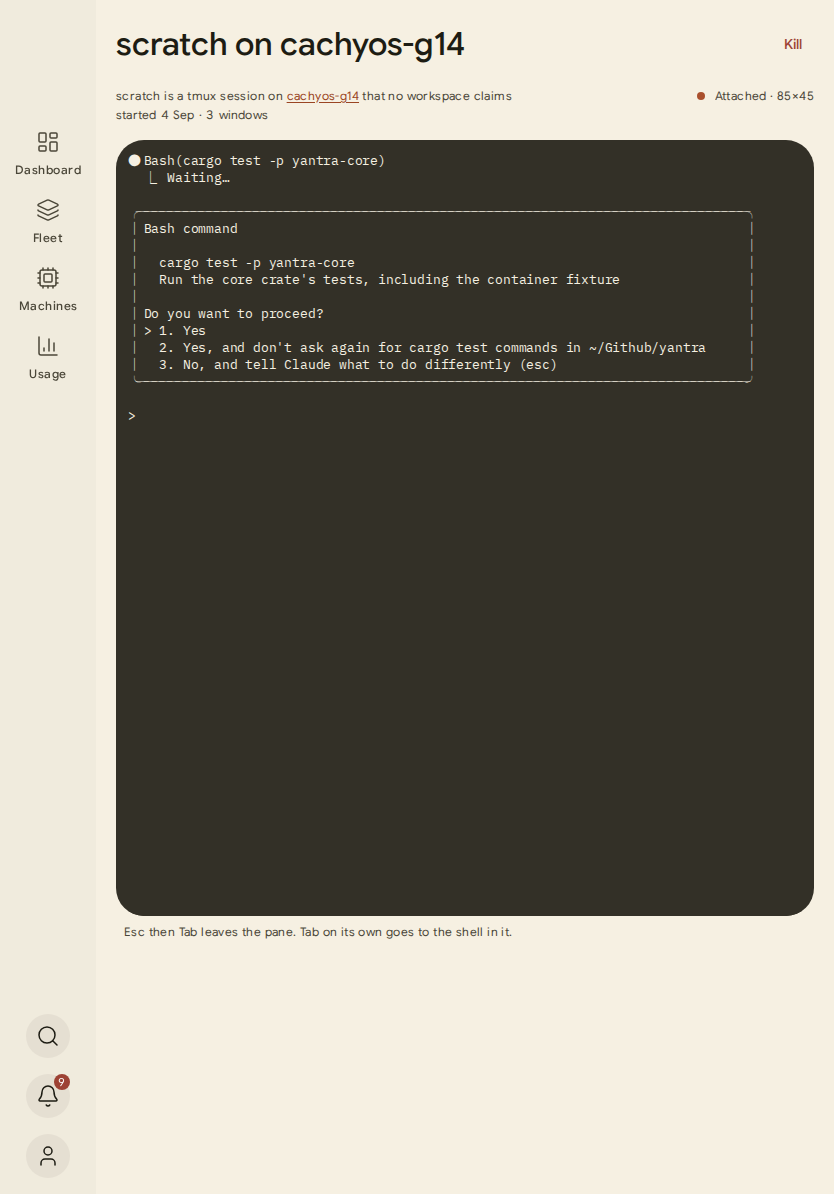 scratch on cachyos-g14
Kill
scratch is a tmux session on cachyos-g14 that no workspace claims
started 4 Sep · 3 windows
Attached · 85×45
Dashboard
Fleet
Machines
Usage
Bash(cargo test -p yantra-core)
Waiting…
Bash command
cargo test -p yantra-core
Run the core crate's tests, including the container fixture
Do you want to proceed?
> 1. Yes
2. Yes, and don't ask again for cargo test commands in ~/Github/yantra
3. No, and tell Claude what to do differently (esc)
>
Esc then Tab leaves the pane. Tab on its own goes to the shell in it.
9